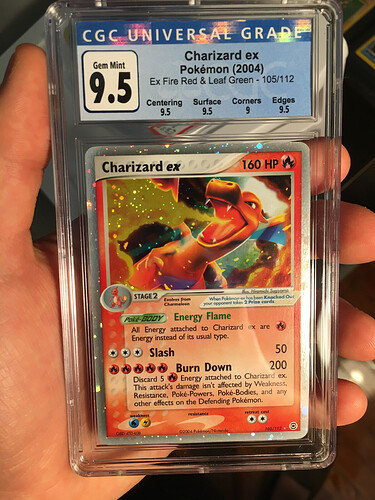 CGC UNIVERSAL GRADE
Gem Mint
9.5
Charizard ex
Pokémon (2004)
Ex Fire Red & Leaf Green - 105/112
Centering Surface Corners Edges
9.5 9.5 9 9.5
Charizard ex 160 HP
STAGE 2
Evolves from
Charmeleon
Illus. Hikaru Koike
When Pokémon-ex has been Knocked Out,
your opponent takes 2 Prize cards.
Poké-BODY Energy Flame
All Energy attached to Charizard ex are
Energy instead of its usual type.
Slash 50
Burn Down 200
Discard 5 Energy attached to Charizard ex.
This attack's damage isn't affected by Weakness,
Resistance, Poké-Powers, Poké-Bodies, and any
other effects on the Defending Pokémon.
weakness resistance retreat cost
©2004 Pokémon/Nintendo
105/112